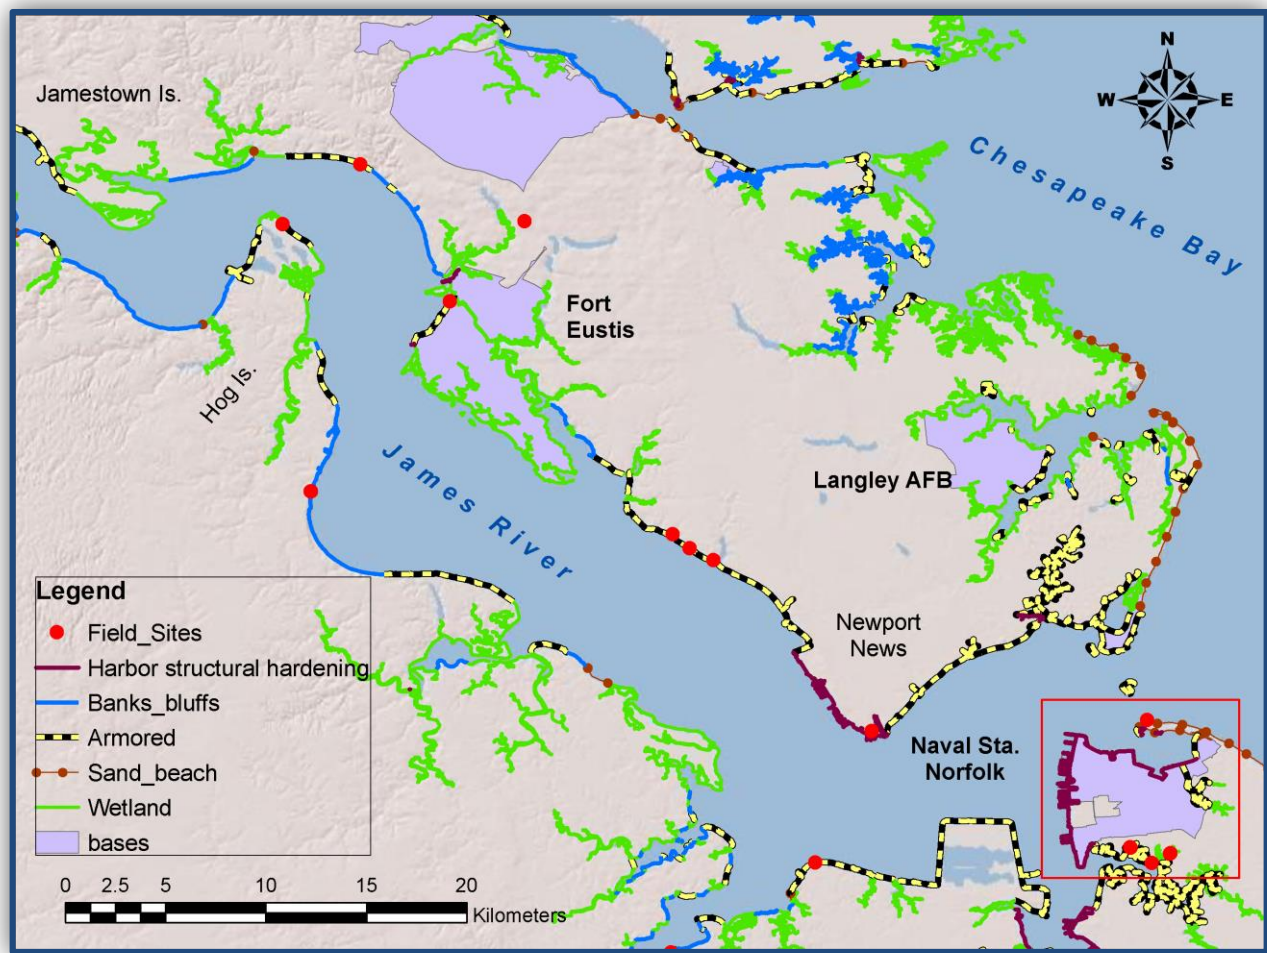 Jamestown Is.
N
W E
S
Chesapeake Bay
Fort
Eustis
Hog Is.
James River
Langley AFB
Newport
News
Naval Sta.
Norfolk
Legend
Field_Sites
Harbor structural hardening
Banks_bluffs
Armored
Sand_beach
Wetland
bases
0 2.5 5 10 15 20
Kilometers